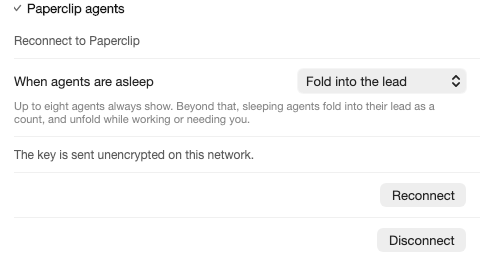 Paperclip agents
Reconnect to Paperclip
When agents are asleep
Fold into the lead
Up to eight agents always show. Beyond that, sleeping agents fold into their lead as a
count, and unfold while working or needing you.
The key is sent unencrypted on this network.
Reconnect
Disconnect